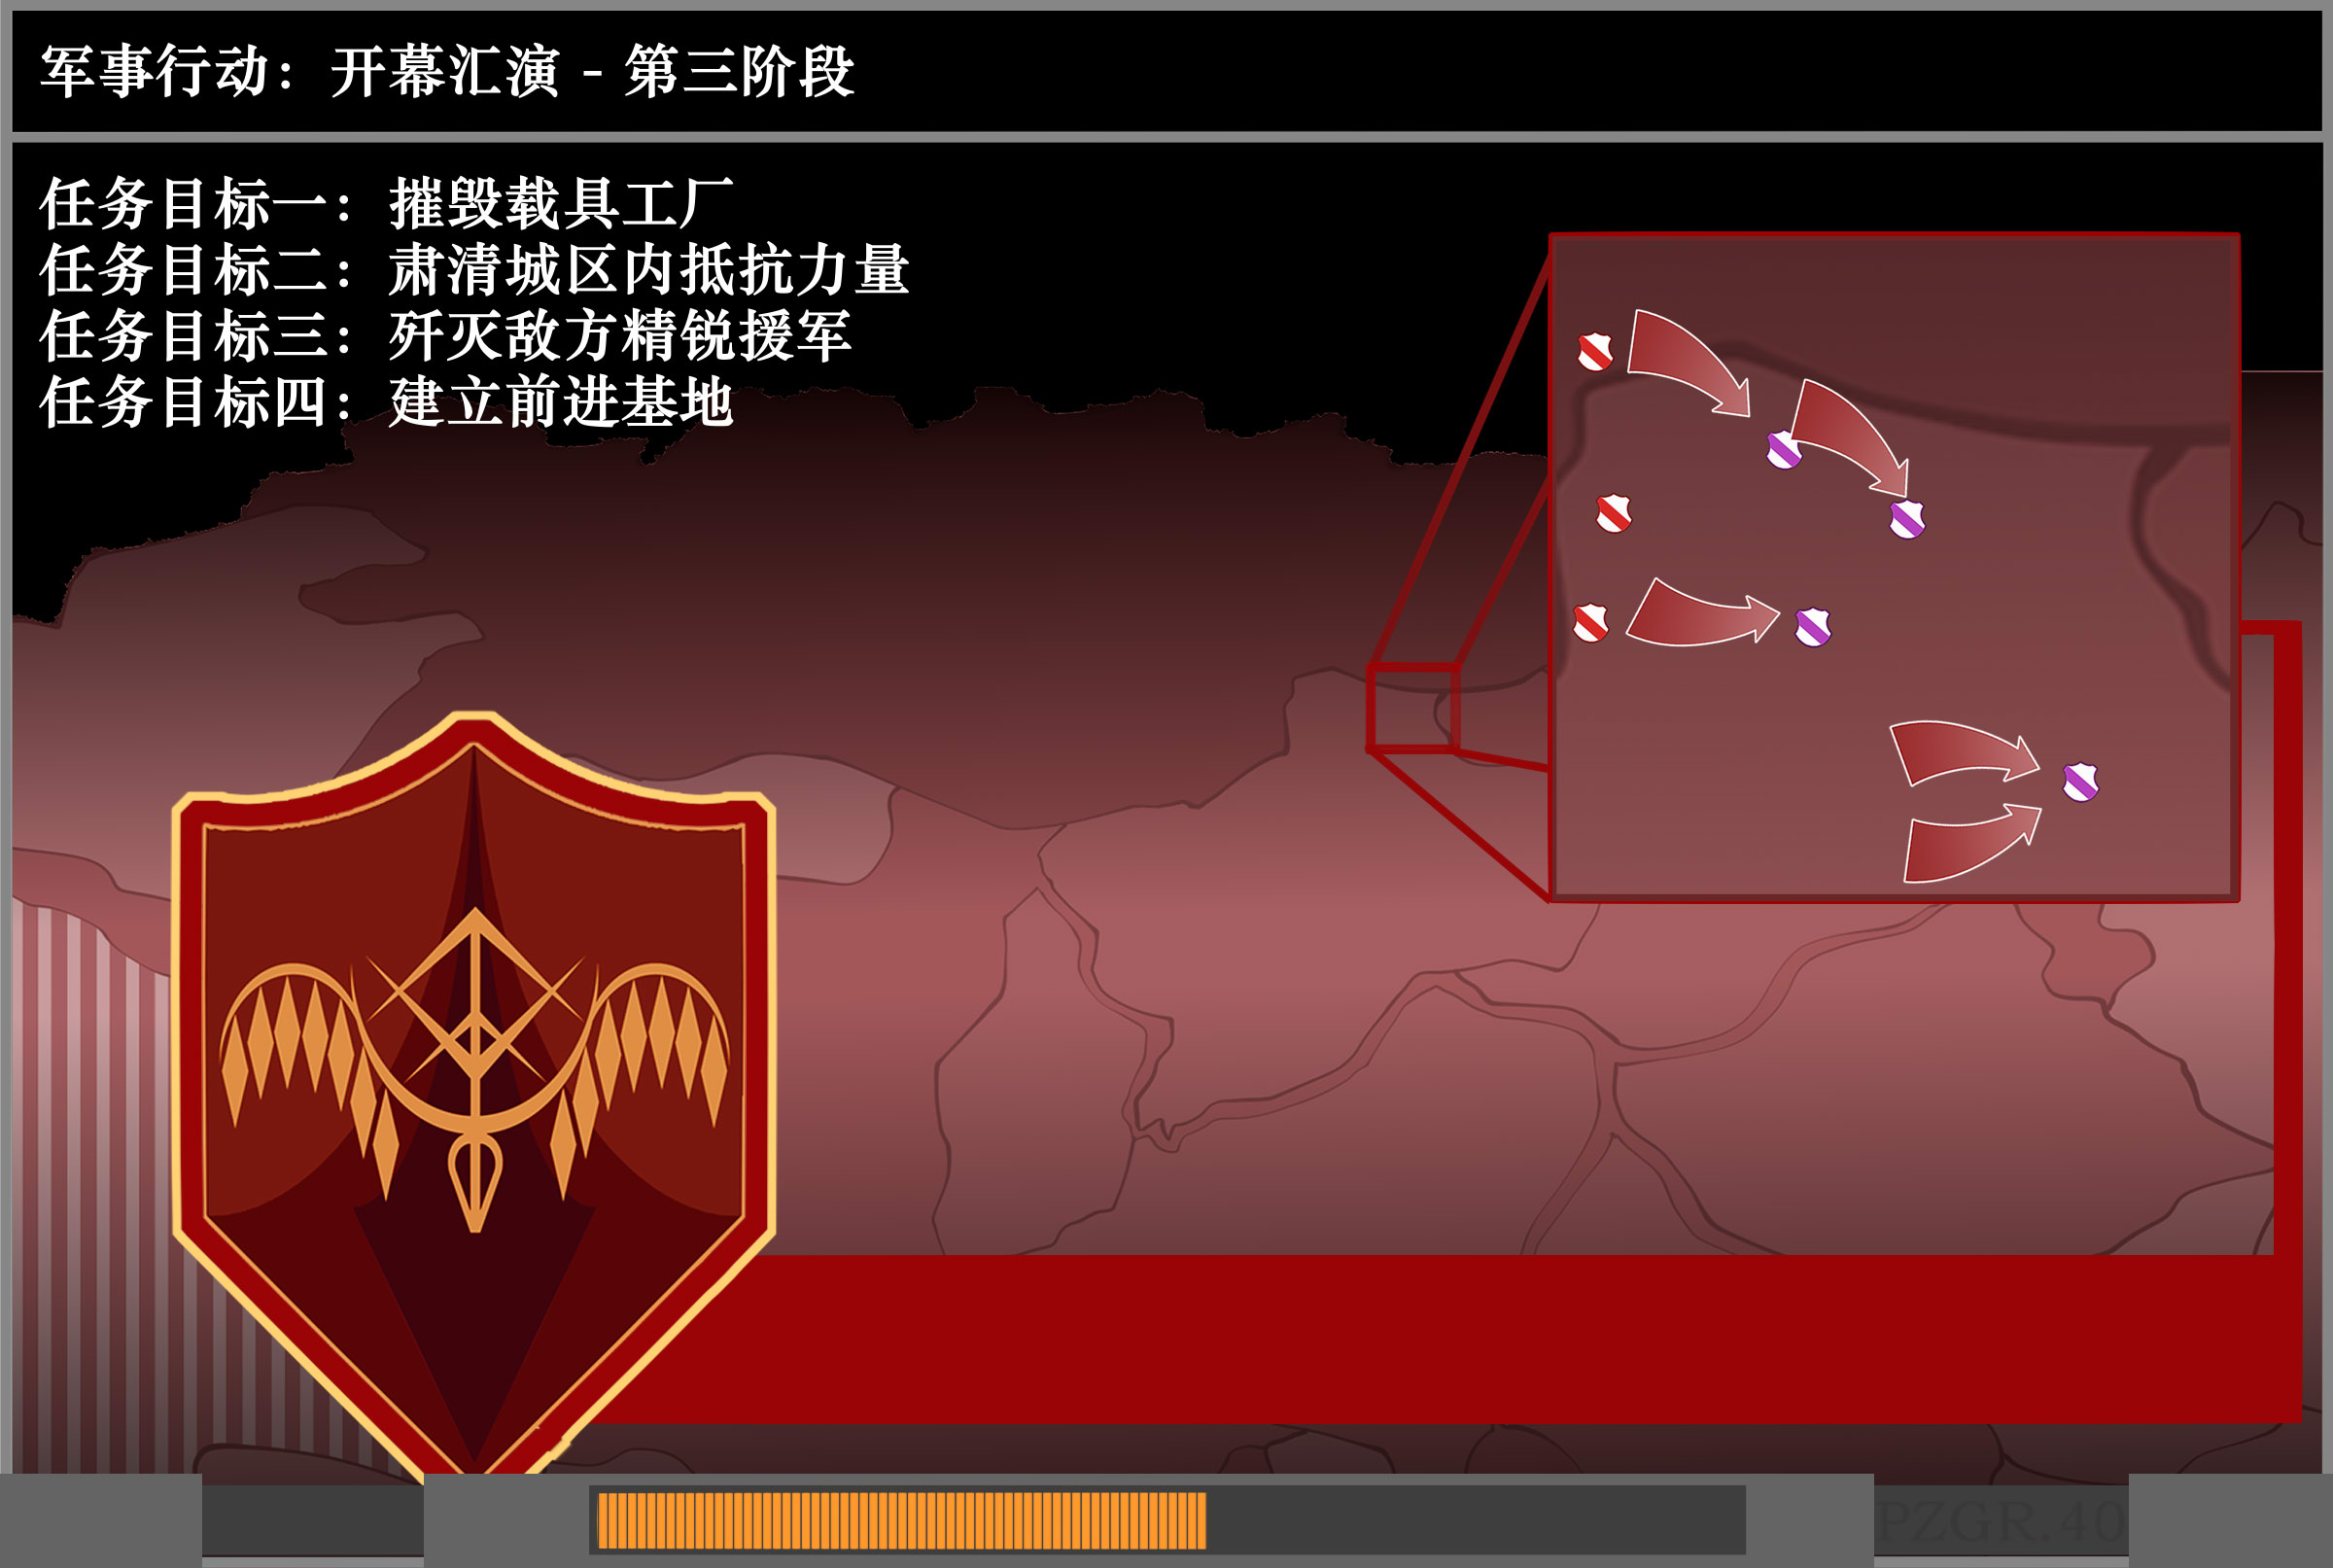 军事行动：开幕汇演 - 第三阶段
任务目标一：摧毁载具工厂
任务目标二：肃清城区内抵抗力量
任务目标三：歼灭敌方精锐援军
任务目标四：建立前进基地
PZGR.40